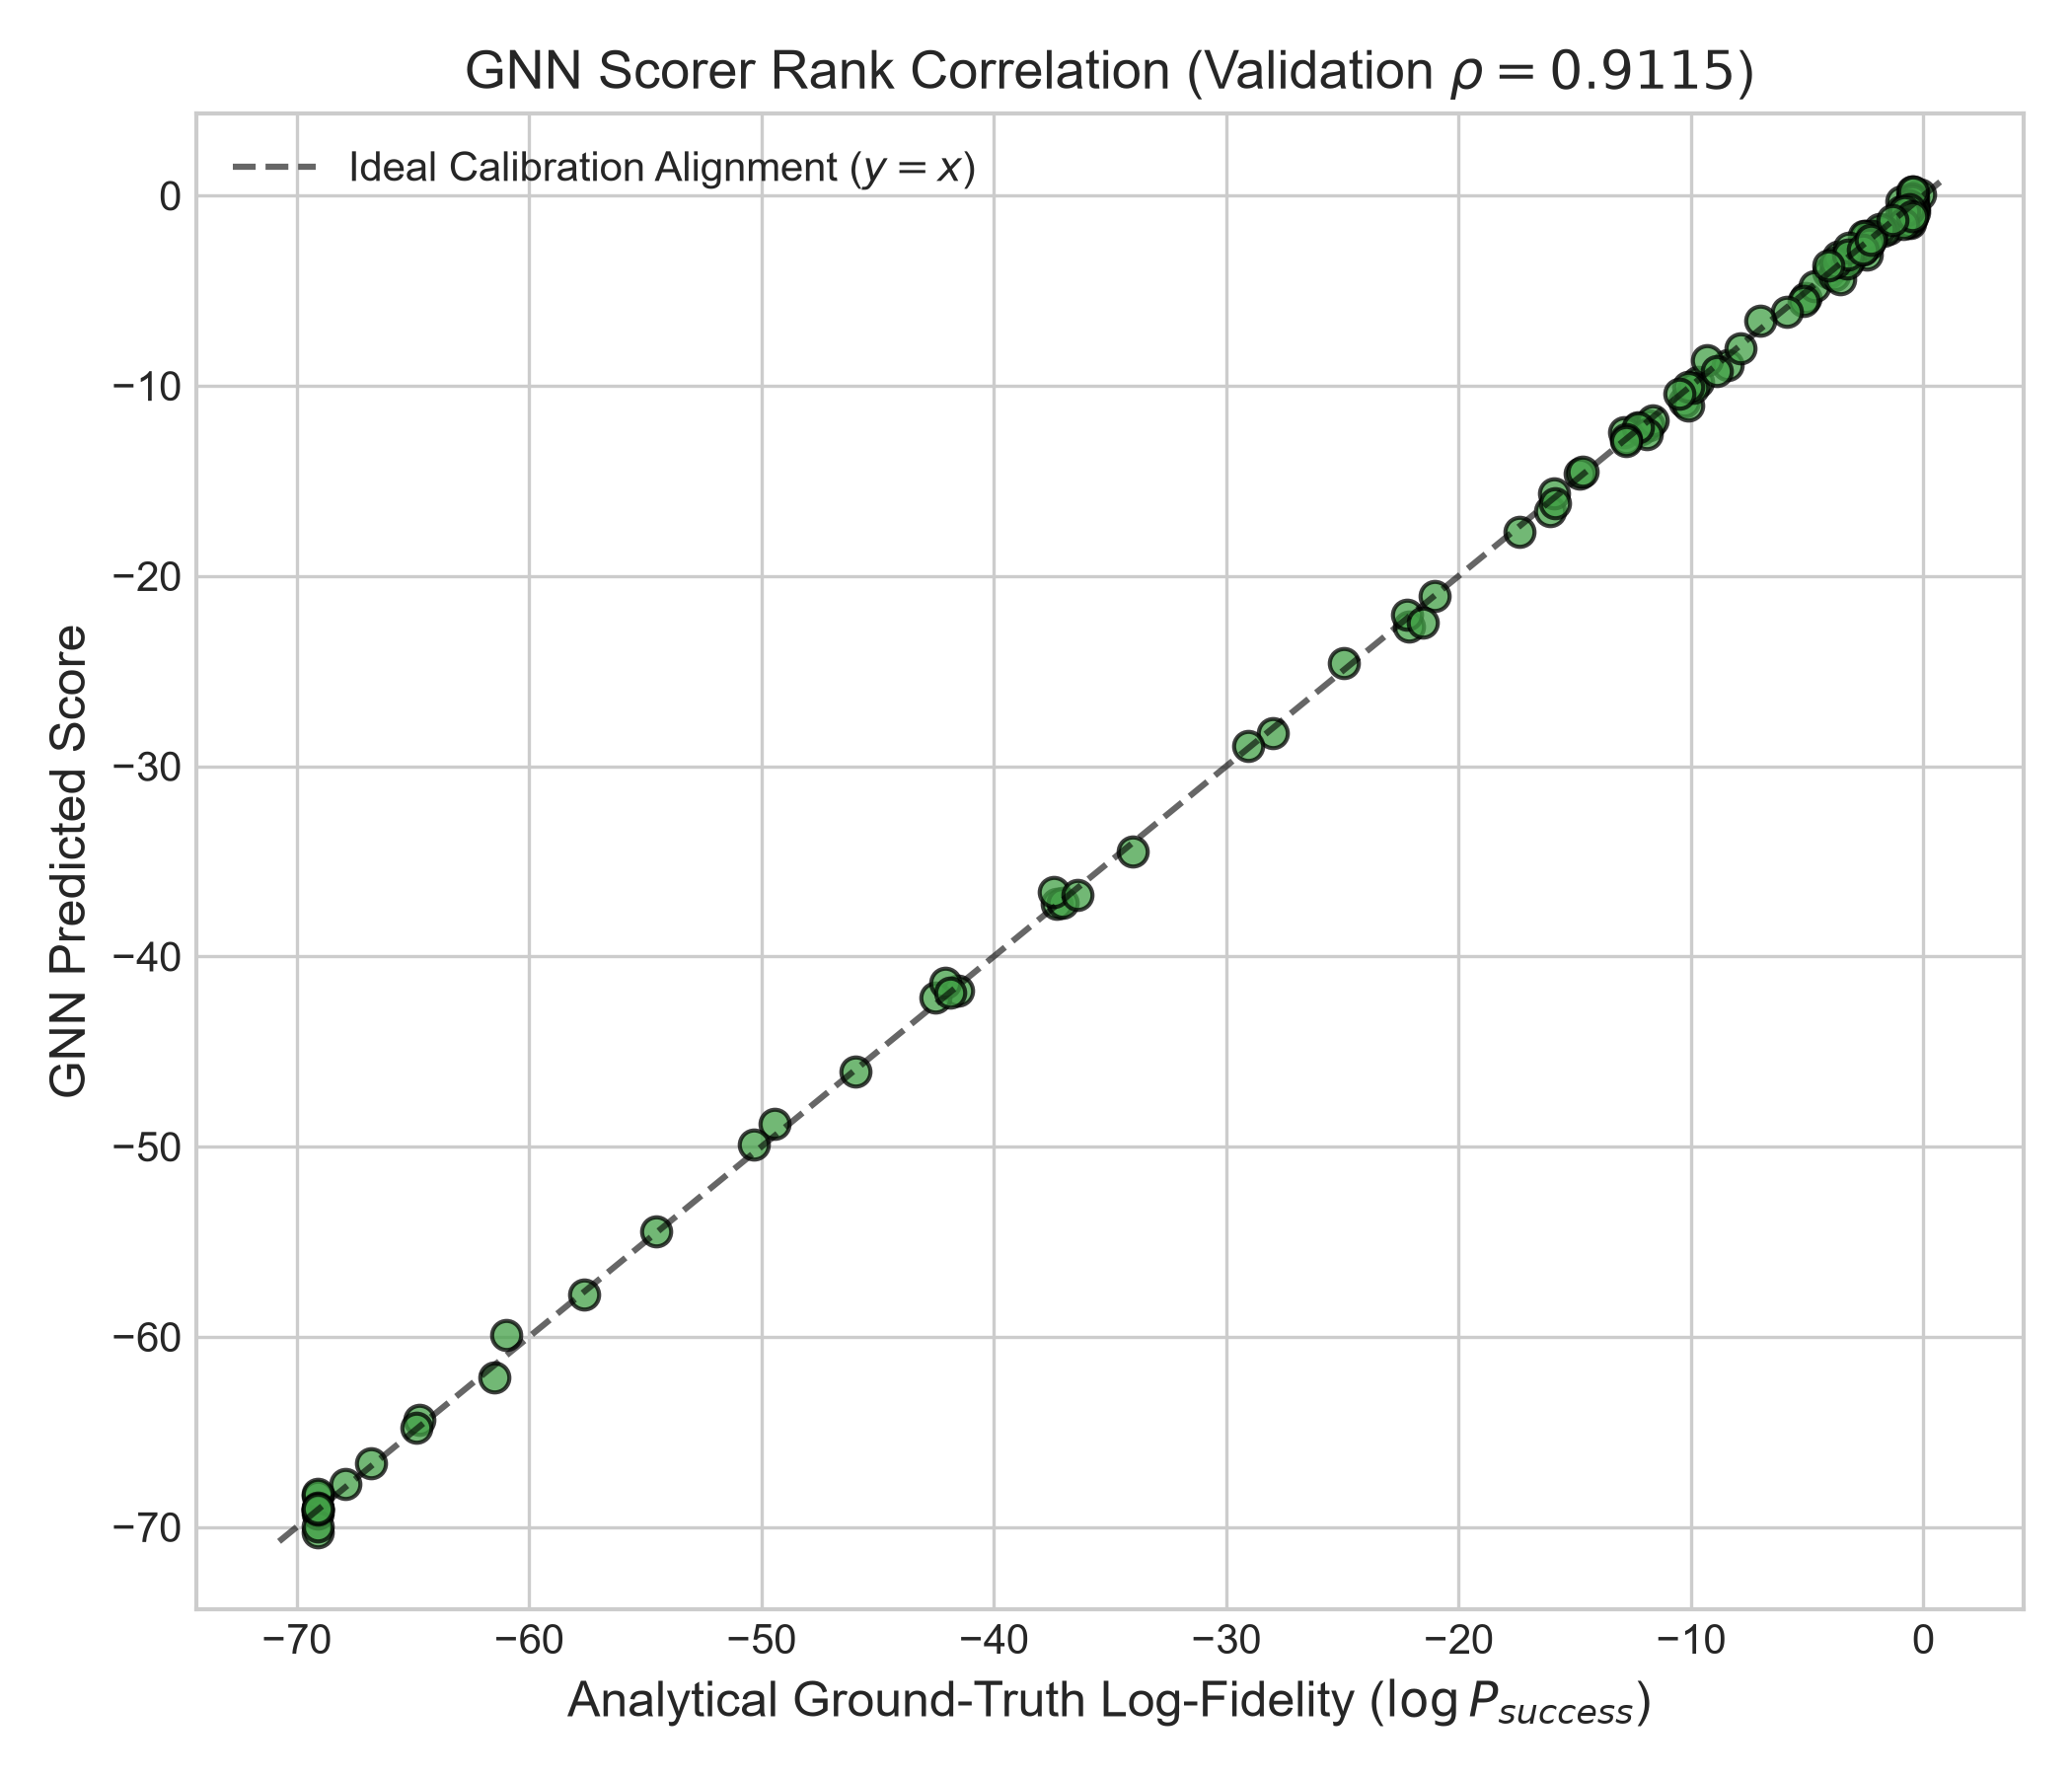 GNN Scorer Rank Correlation (Validation ρ = 0.9115)
Ideal Calibration Alignment (y = x)
0
−10
−20
−30
−40
−50
−60
−70
GNN Predicted Score
−70 −60 −50 −40 −30 −20 −10 0
Analytical Ground-Truth Log-Fidelity (log P_success)